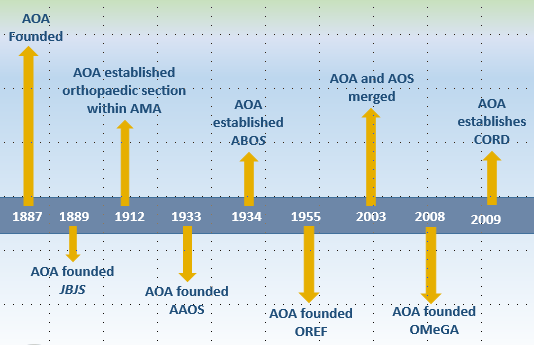 AOA
Founded
AOA established
orthopaedic section
within AMA
AOA
established
ABOS
AOA and AOS
merged
AOA
establishes
CORD
1887 1889 1912 1933 1934 1955 2003 2008 2009
AOA founded
JBJS
AOA founded
AAOS
AOA founded
OREF
AOA founded
OMeGA